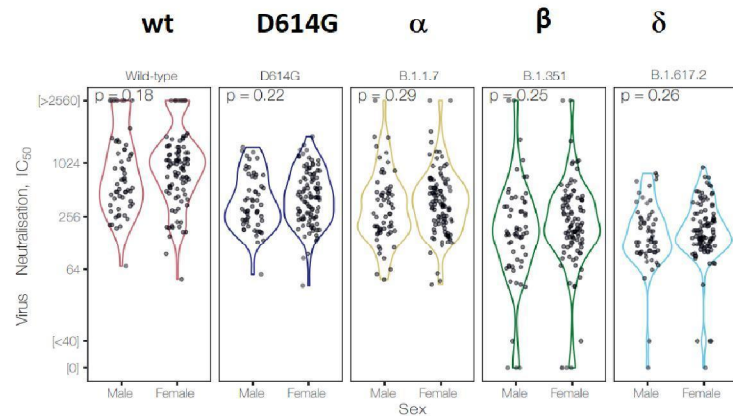 wt D614G α β δ
Wild-type D614G B.1.1.7 B.1.351 B.1.617.2
p = 0.18 p = 0.22 p = 0.29 p = 0.25 p = 0.26
Virus Neutralisation, IC50
[>2560]
1024
256
64
[<40]
[0]
Male Female Male Female Male Female Male Female Male Female
Sex